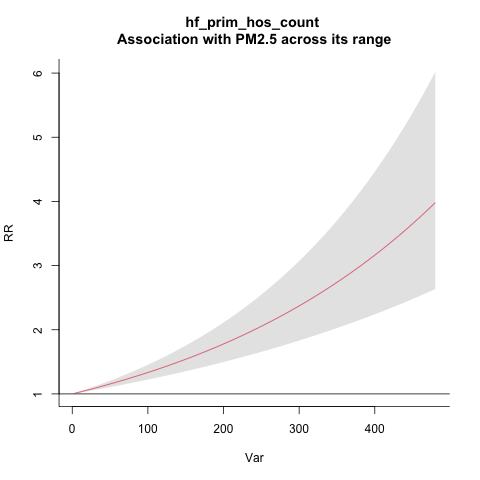 hf_prim_hos_count
Association with PM2.5 across its range
6
5
4
3
2
1
RR
0 100 200 300 400
Var